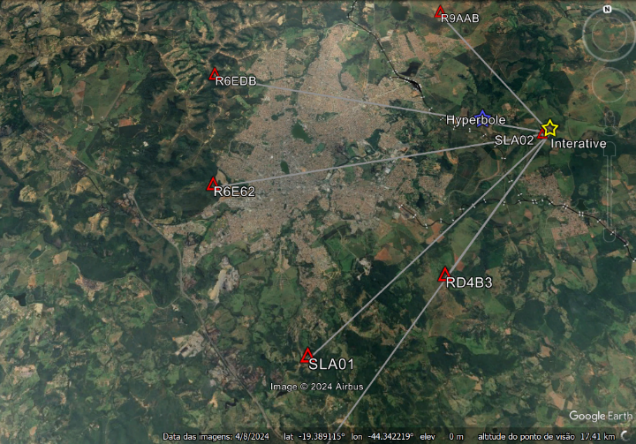 N
R9AAB
R6EDB
Hyperbole
SLA02
Interative
R6E62
RD4B3
SLA01
Image © 2024 Airbus
Google Earth
Data das imagens: 4/8/2024 lat -19.389115° lon -44.342219° elev 0 m altitude do ponto de visão 17.41 km